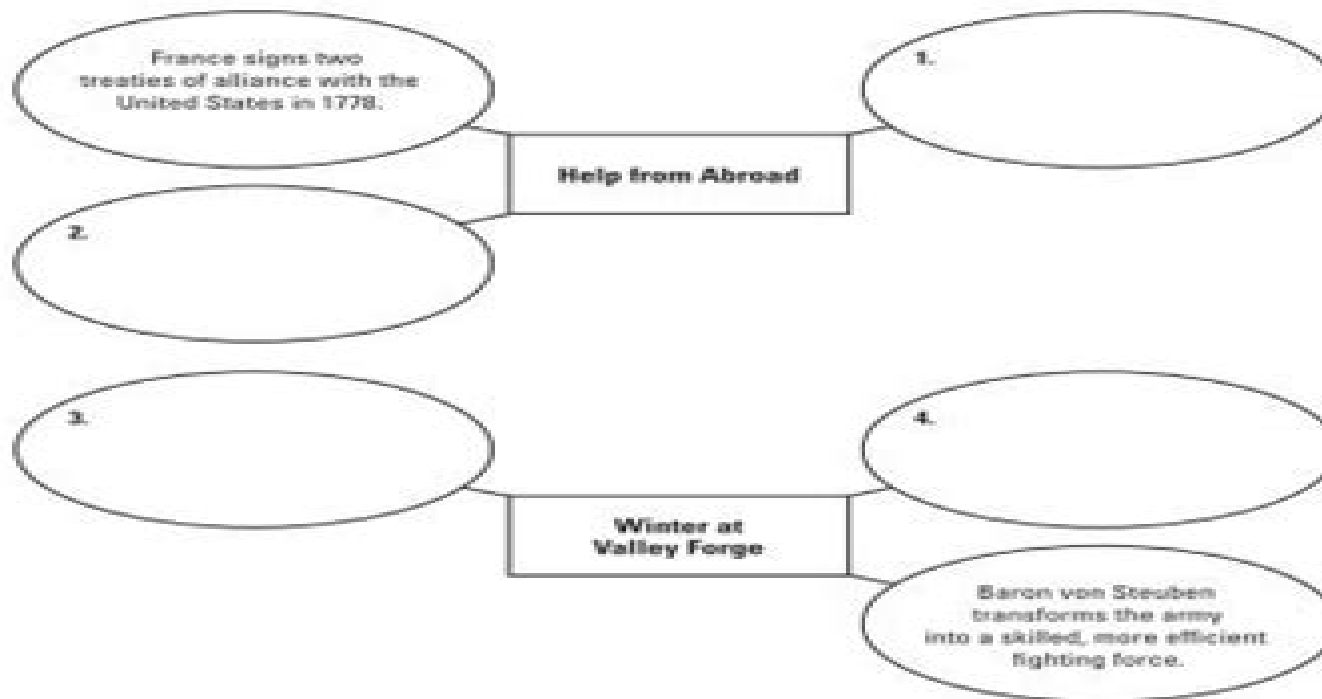 France signs two
treaties of alliance with the
United States in 1778.
1.
Help from Abroad
2.
3.
4.
Winter at
Valley Forge
Baron von Steuben
transforms the army
into a skilled, more efficient
fighting force.